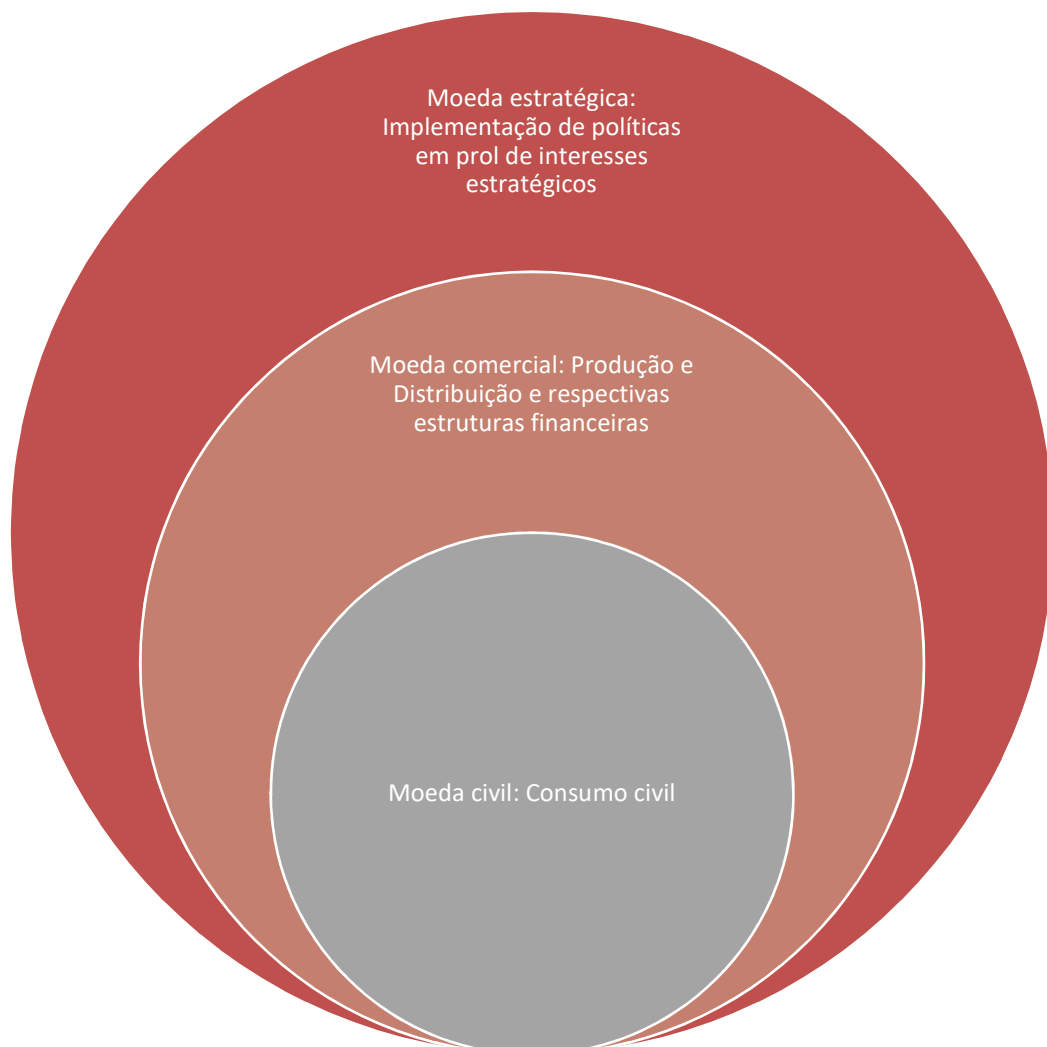 Moeda estratégica:
Implementação de políticas
em prol de interesses
estratégicos
Moeda comercial: Produção e
Distribuição e respectivas
estruturas financeiras
Moeda civil: Consumo civil